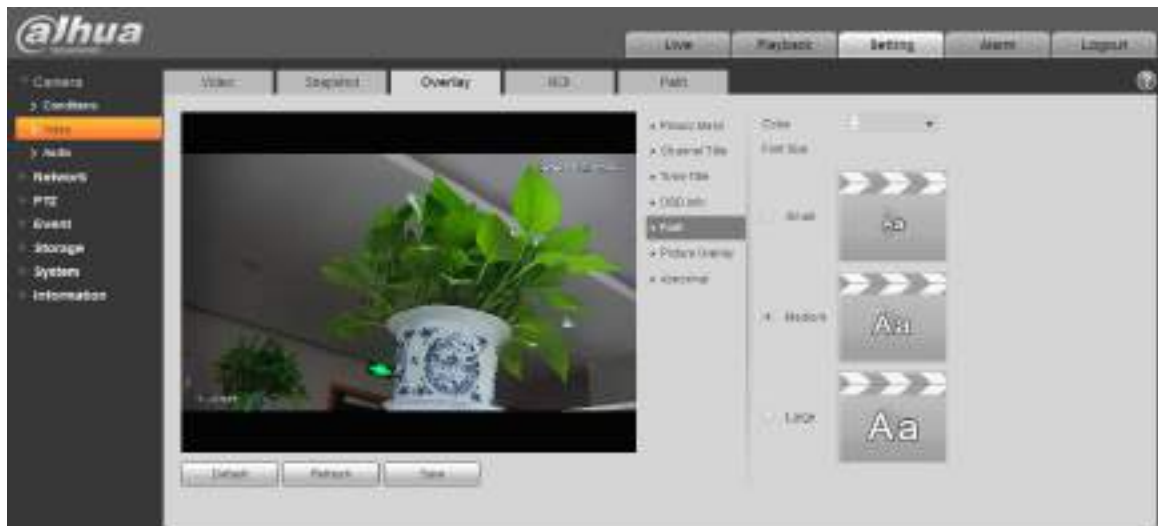 alhua
Live
Playback
Setting
Alarm
Logout
Camera
Conditions
Video
Audio
Network
PTZ
Event
Storage
System
Information
Video
Snapshot
Overlay
ROI
Path
Privacy Mask
Channel Title
Time Title
OSD Info
Font
Picture Overlay
Abnormal
Color
Font Size
Small
Aa
Medium
Aa
Large
Aa
Default
Refresh
Save